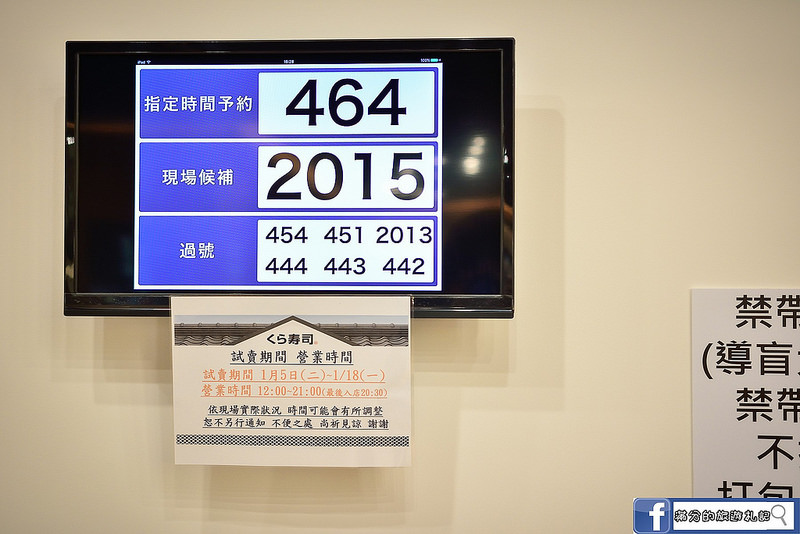 iPad 18:28 100%
指定時間予約 464
現場候補 2015
過號 454 451 2013
444 443 442
くら寿司
試賣期間 營業時間
試賣期間 1月5日(二)~1/18(一)
營業時間 12:00~21:00(最後入店20:30)
依現場實際狀況 時間可能會有所調整
恕不另行通知 不便之處 尚祈見諒 謝謝
禁帶
(導盲
禁帶
不
打包
f 滿分的旅遊札記